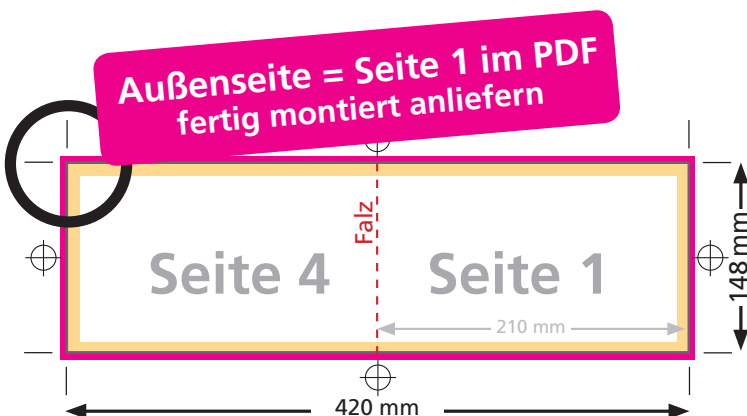 Außenseite = Seite 1 im PDF
fertig montiert anliefern
Falz
Seite 4
Seite 1
148 mm
210 mm
420 mm